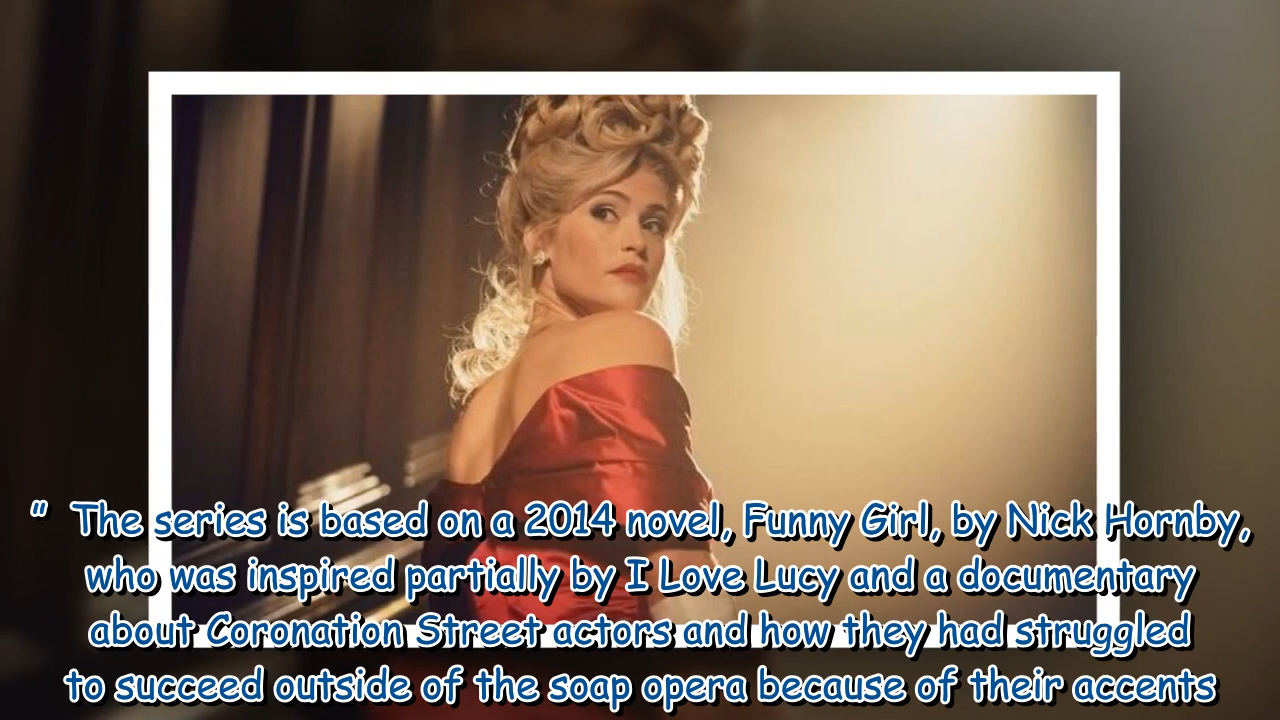 ” The series is based on a 2014 novel, Funny Girl, by Nick Hornby,
who was inspired partially by I Love Lucy and a documentary
about Coronation Street actors and how they had struggled
to succeed outside of the soap opera because of their accents